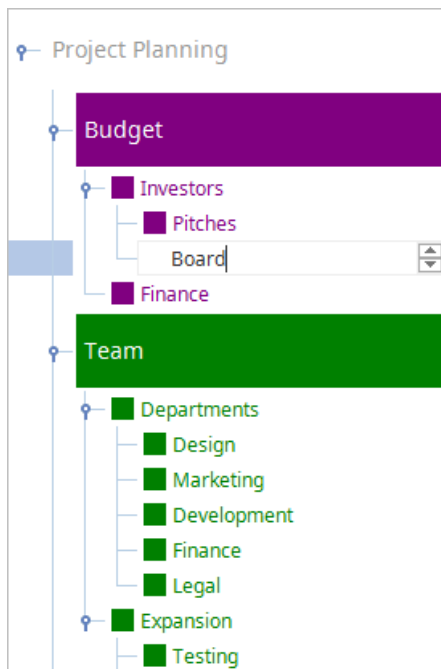 Project Planning
Budget
Investors
Pitches
Board
Finance
Team
Departments
Design
Marketing
Development
Finance
Legal
Expansion
Testing